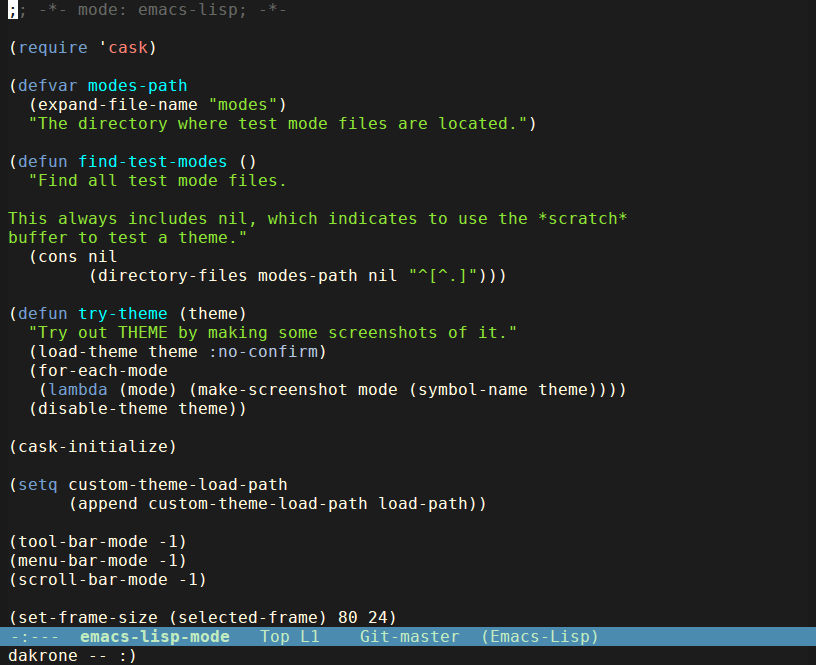 ;; -*- mode: emacs-lisp; -*-

(require 'cask)

(defvar modes-path
  (expand-file-name "modes")
  "The directory where test mode files are located.")

(defun find-test-modes ()
  "Find all test mode files.

This always includes nil, which indicates to use the *scratch*
buffer to test a theme."
  (cons nil
        (directory-files modes-path nil "^[^.]")))

(defun try-theme (theme)
  "Try out THEME by making some screenshots of it."
  (load-theme theme :no-confirm)
  (for-each-mode
   (lambda (mode) (make-screenshot mode (symbol-name theme))))
  (disable-theme theme))

(cask-initialize)

(setq custom-theme-load-path
      (append custom-theme-load-path load-path))

(tool-bar-mode -1)
(menu-bar-mode -1)
(scroll-bar-mode -1)

(set-frame-size (selected-frame) 80 24)
-:---  emacs-lisp-mode   Top L1    Git-master  (Emacs-Lisp)
dakrone -- :)